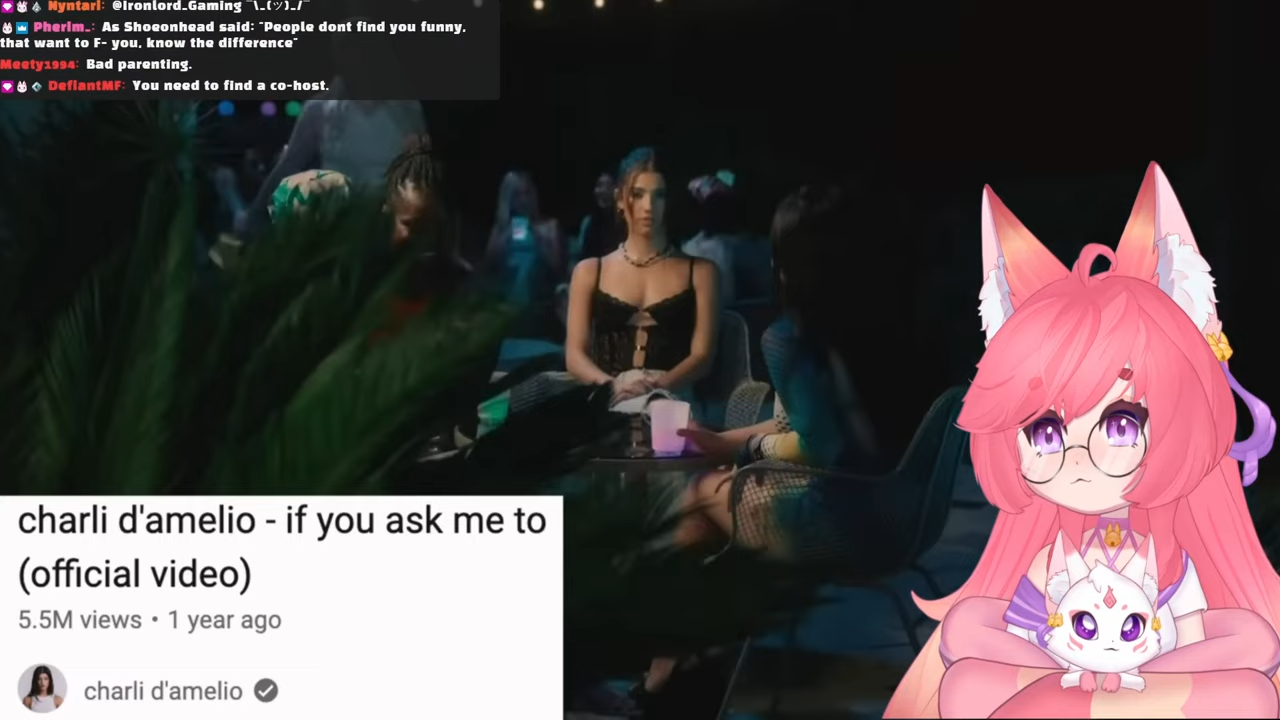 Nyntarl: @Ironlord_Gaming ¯\_(ツ)_/¯
Pherim_: As Shoeonhead said: "People dont find you funny,
that want to F- you, know the difference"
Meety1994: Bad parenting.
DefiantMF: You need to find a co-host.
charli d'amelio - if you ask me to
(official video)
5.5M views • 1 year ago
charli d'amelio